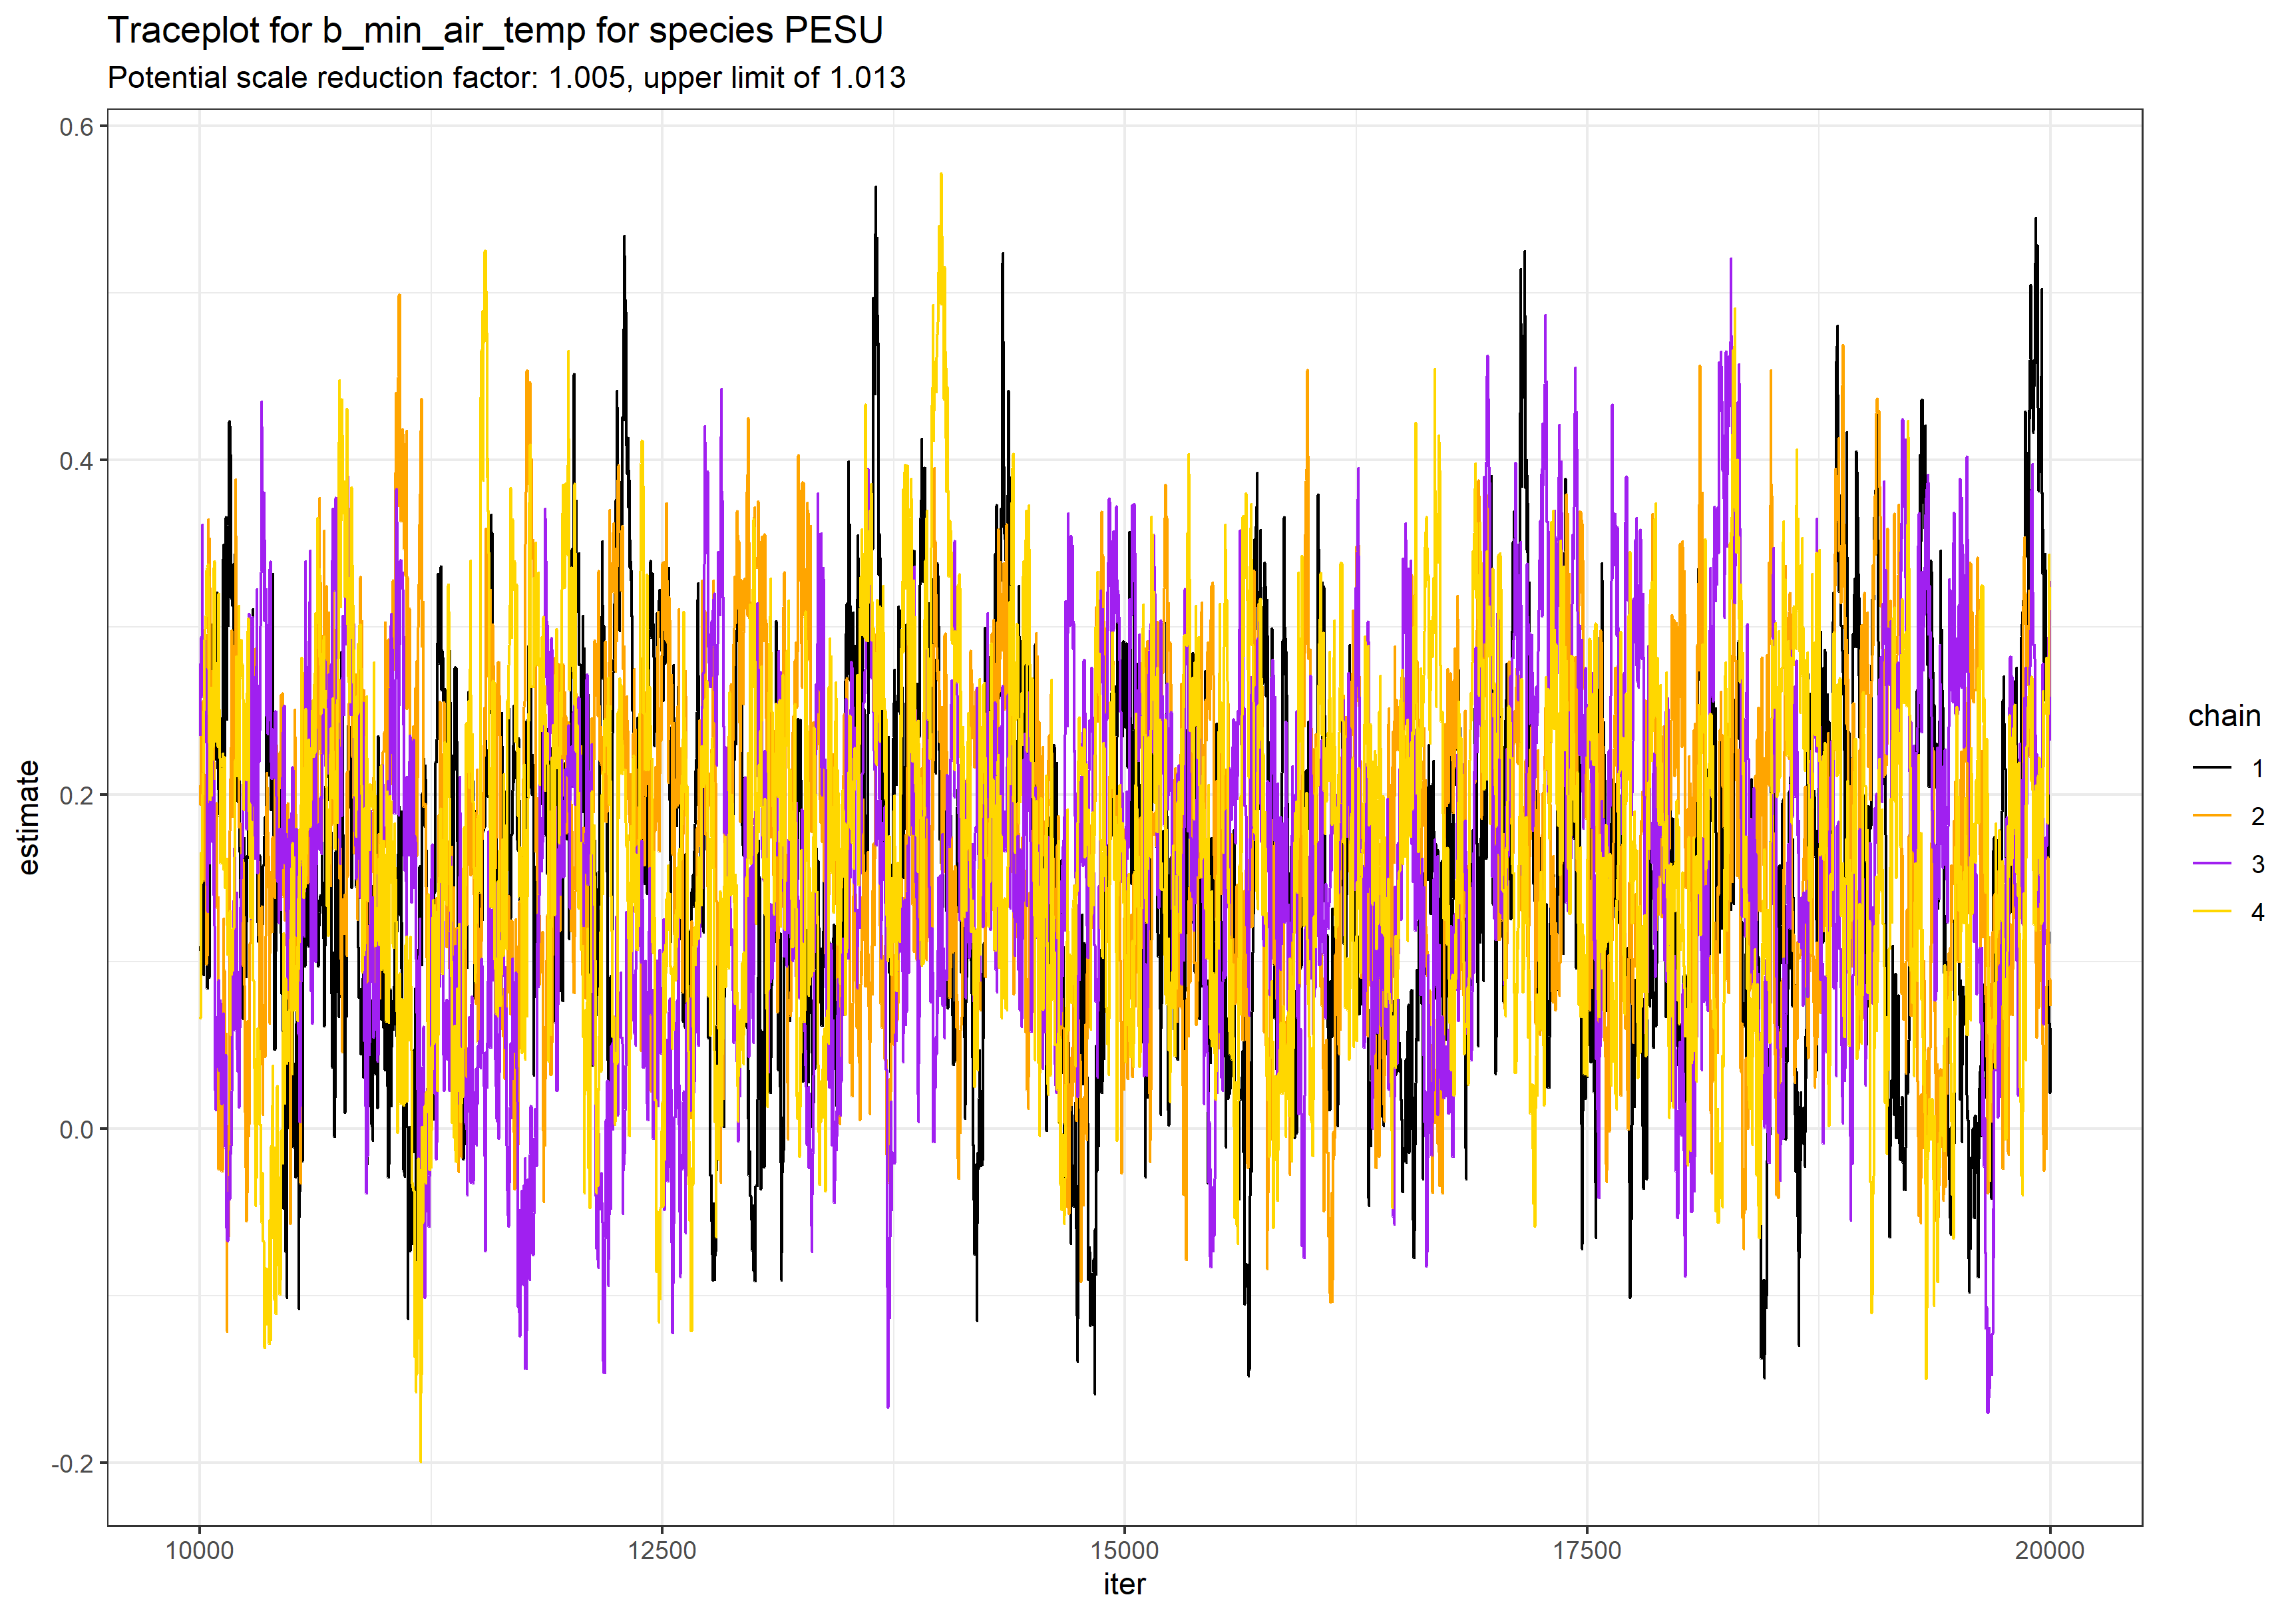 Traceplot for b_min_air_temp for species PESU
Potential scale reduction factor: 1.005, upper limit of 1.013
0.6
0.4
0.2
0.0
-0.2
estimate
10000 12500 15000 17500 20000
iter
chain
1
2
3
4